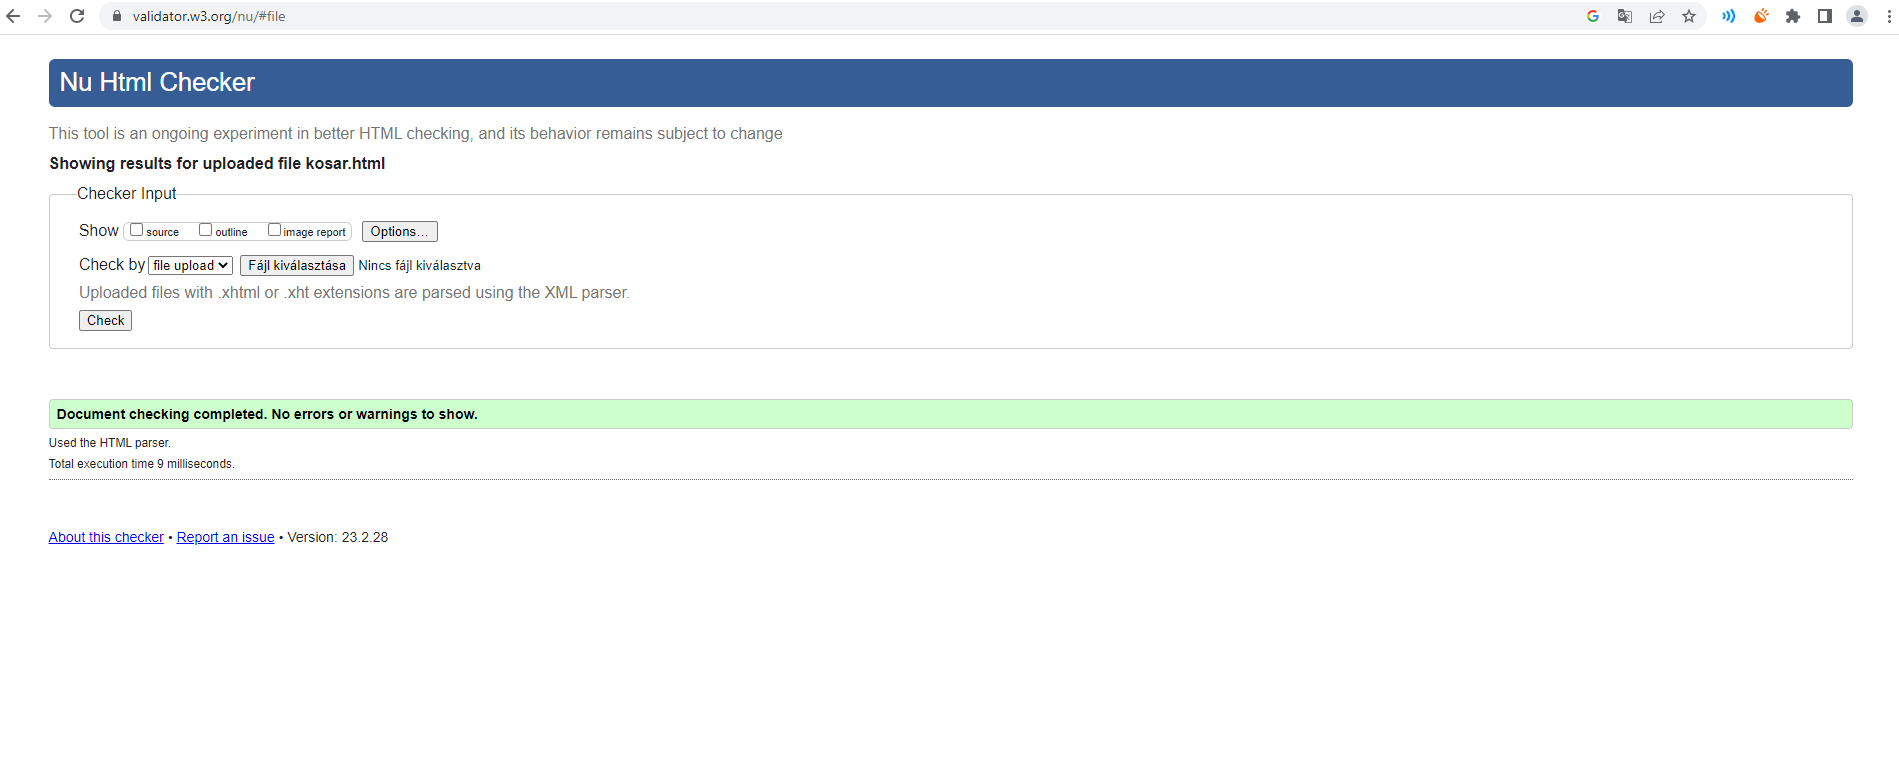 validator.w3.org/nu/#file
Nu Html Checker
This tool is an ongoing experiment in better HTML checking, and its behavior remains subject to change
Showing results for uploaded file kosar.html
Checker Input
Show source outline image report Options...
Check by file upload Fájl kiválasztása Nincs fájl kiválasztva
Uploaded files with .xhtml or .xht extensions are parsed using the XML parser.
Check
Document checking completed. No errors or warnings to show.
Used the HTML parser.
Total execution time 9 milliseconds.
About this checker • Report an issue • Version: 23.2.28